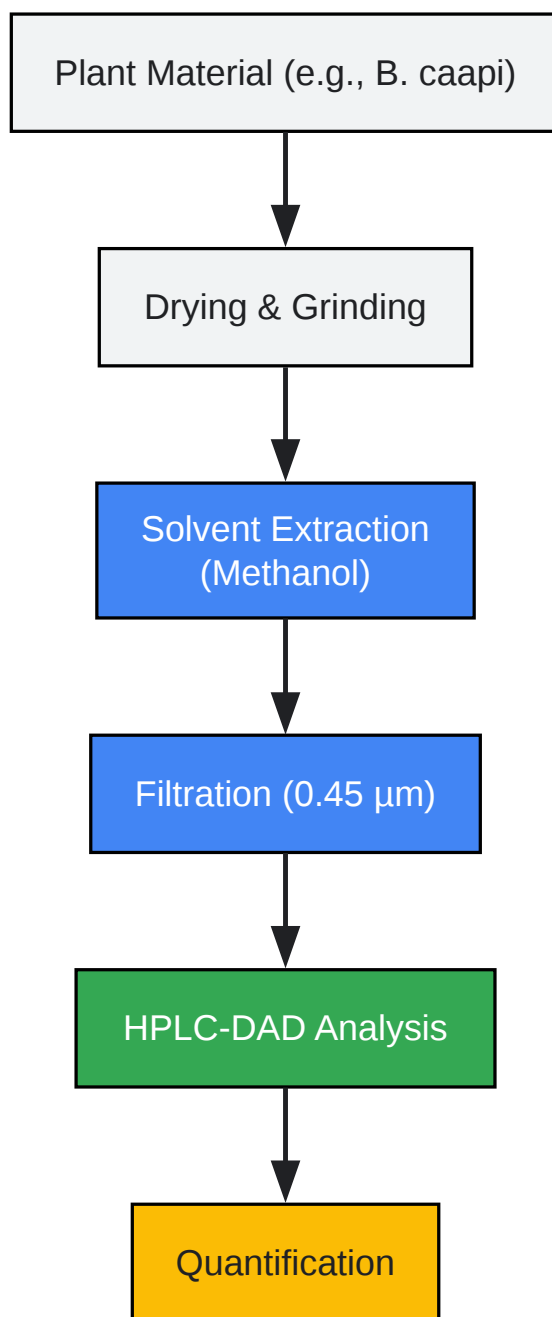 Plant Material (e.g., B. caapi)
Drying & Grinding
Solvent Extraction
(Methanol)
Filtration (0.45 µm)
HPLC-DAD Analysis
Quantification